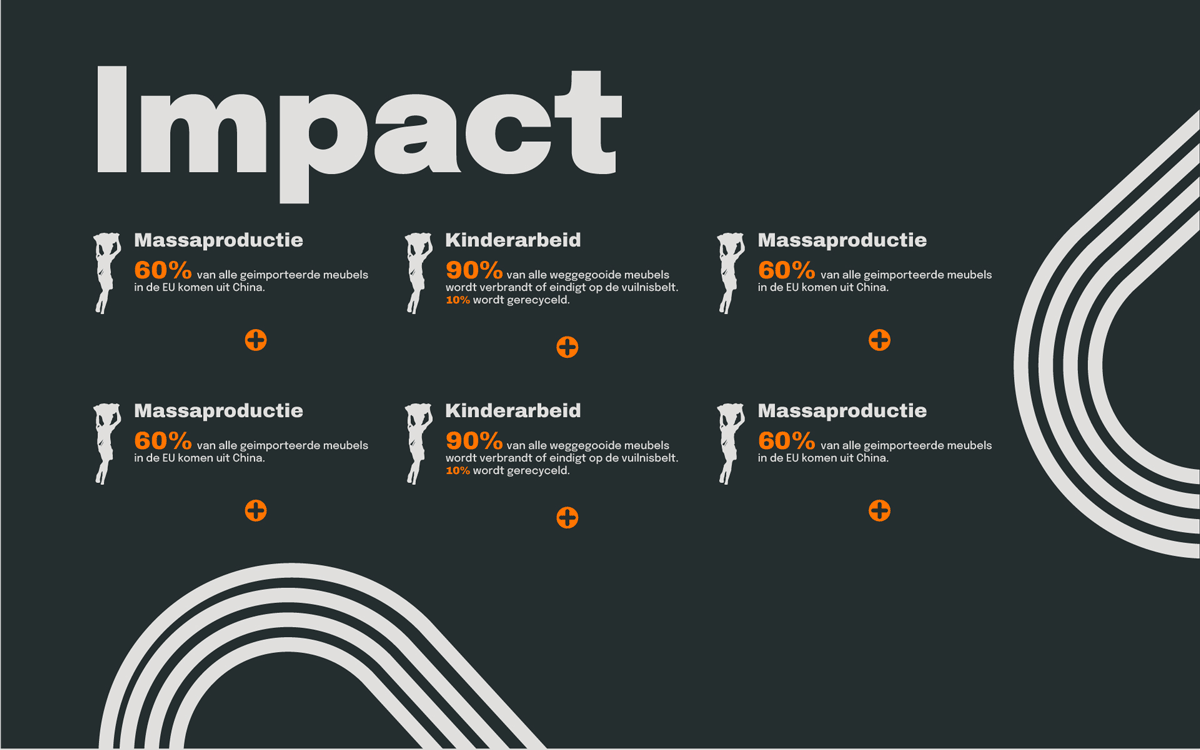 Impact
Massaproductie
60% van alle geimporteerde meubels
in de EU komen uit China.
Kinderarbeid
90% van alle weggegooide meubels
wordt verbrandt of eindigt op de vuilnisbelt.
10% wordt gerecyceld.
Massaproductie
60% van alle geimporteerde meubels
in de EU komen uit China.
Massaproductie
60% van alle geimporteerde meubels
in de EU komen uit China.
Kinderarbeid
90% van alle weggegooide meubels
wordt verbrandt of eindigt op de vuilnisbelt.
10% wordt gerecyceld.
Massaproductie
60% van alle geimporteerde meubels
in de EU komen uit China.